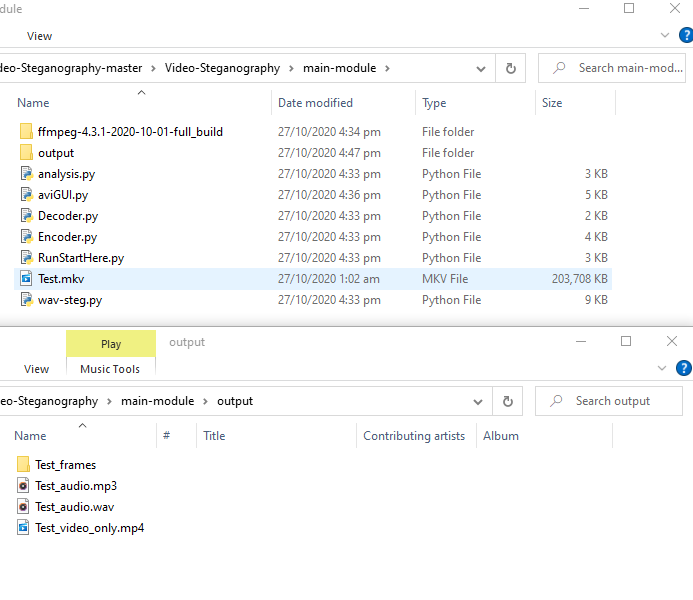 dule
View
?
deo-Steganography-master > Video-Steganography > main-module >
Search main-mod...
Name Date modified Type Size
ffmpeg-4.3.1-2020-10-01-full_build 27/10/2020 4:34 pm File folder
output 27/10/2020 4:47 pm File folder
analysis.py 27/10/2020 4:33 pm Python File 3 KB
aviGUI.py 27/10/2020 4:36 pm Python File 5 KB
Decoder.py 27/10/2020 4:33 pm Python File 2 KB
Encoder.py 27/10/2020 4:33 pm Python File 4 KB
RunStartHere.py 27/10/2020 4:33 pm Python File 3 KB
Test.mkv 27/10/2020 1:02 am MKV File 203,708 KB
wav-steg.py 27/10/2020 4:33 pm Python File 9 KB
Play output
View Music Tools
?
eo-Steganography > main-module > output
Search output
Name # Title Contributing artists Album
Test_frames
Test_audio.mp3
Test_audio.wav
Test_video_only.mp4